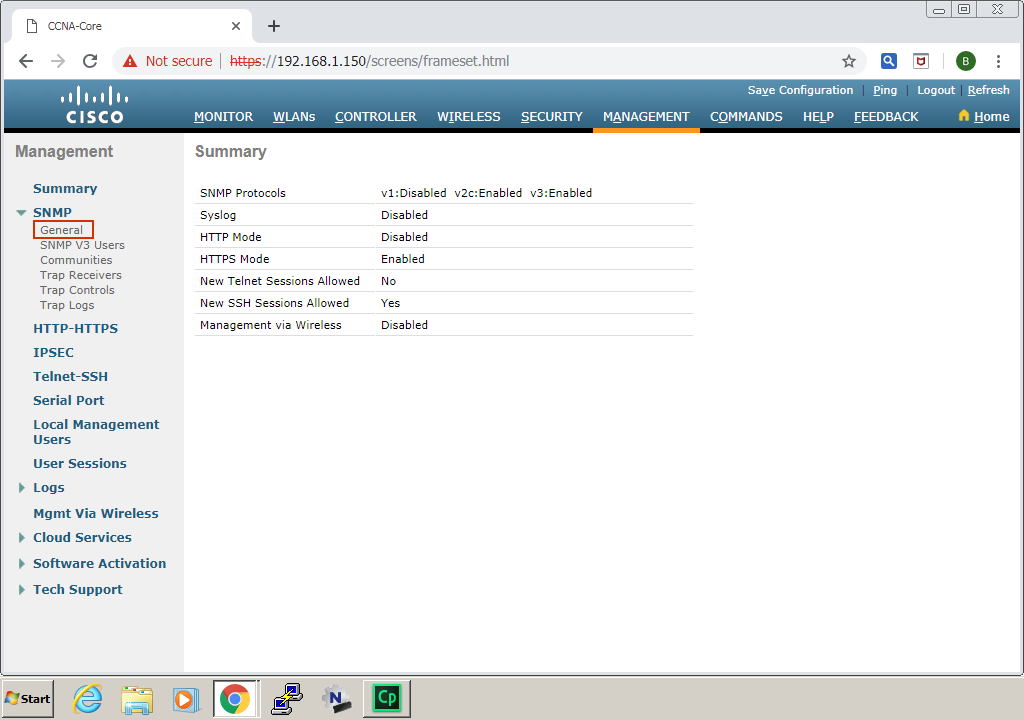 CCNA-Core
Not secure https://192.168.1.150/screens/frameset.html B
Save Configuration Ping Logout Refresh
CISCO
MONITOR WLANs CONTROLLER WIRELESS SECURITY MANAGEMENT COMMANDS HELP FEEDBACK Home
Management
Summary
SNMP
General
SNMP V3 Users
Communities
Trap Receivers
Trap Controls
Trap Logs
HTTP-HTTPS
IPSEC
Telnet-SSH
Serial Port
Local Management
Users
User Sessions
Logs
Mgmt Via Wireless
Cloud Services
Software Activation
Tech Support
Summary
SNMP Protocols v1:Disabled v2c:Enabled v3:Enabled
Syslog Disabled
HTTP Mode Disabled
HTTPS Mode Enabled
New Telnet Sessions Allowed No
New SSH Sessions Allowed Yes
Management via Wireless Disabled
Start N Cp